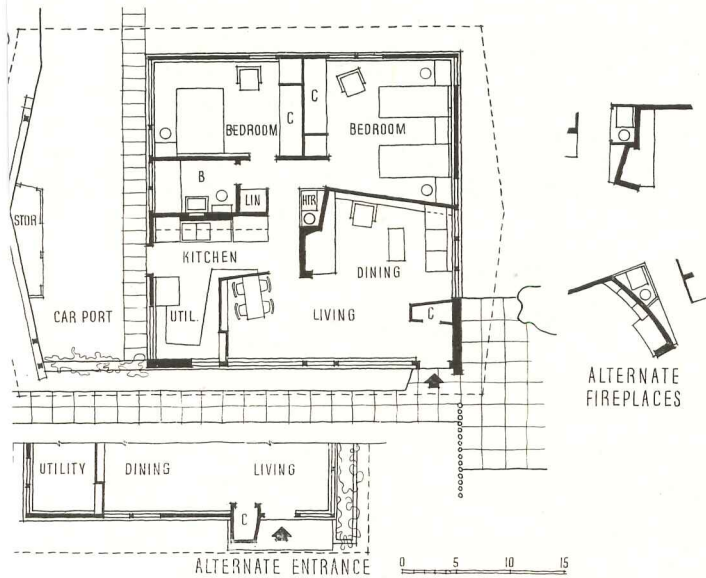 C
C
BEDROOM
BEDROOM
B
LIN
HTR
STOR
KITCHEN
DINING
CAR PORT
UTIL.
LIVING
C
ALTERNATE
FIREPLACES
UTILITY
DINING
LIVING
C
ALTERNATE ENTRANCE
0 5 10 15